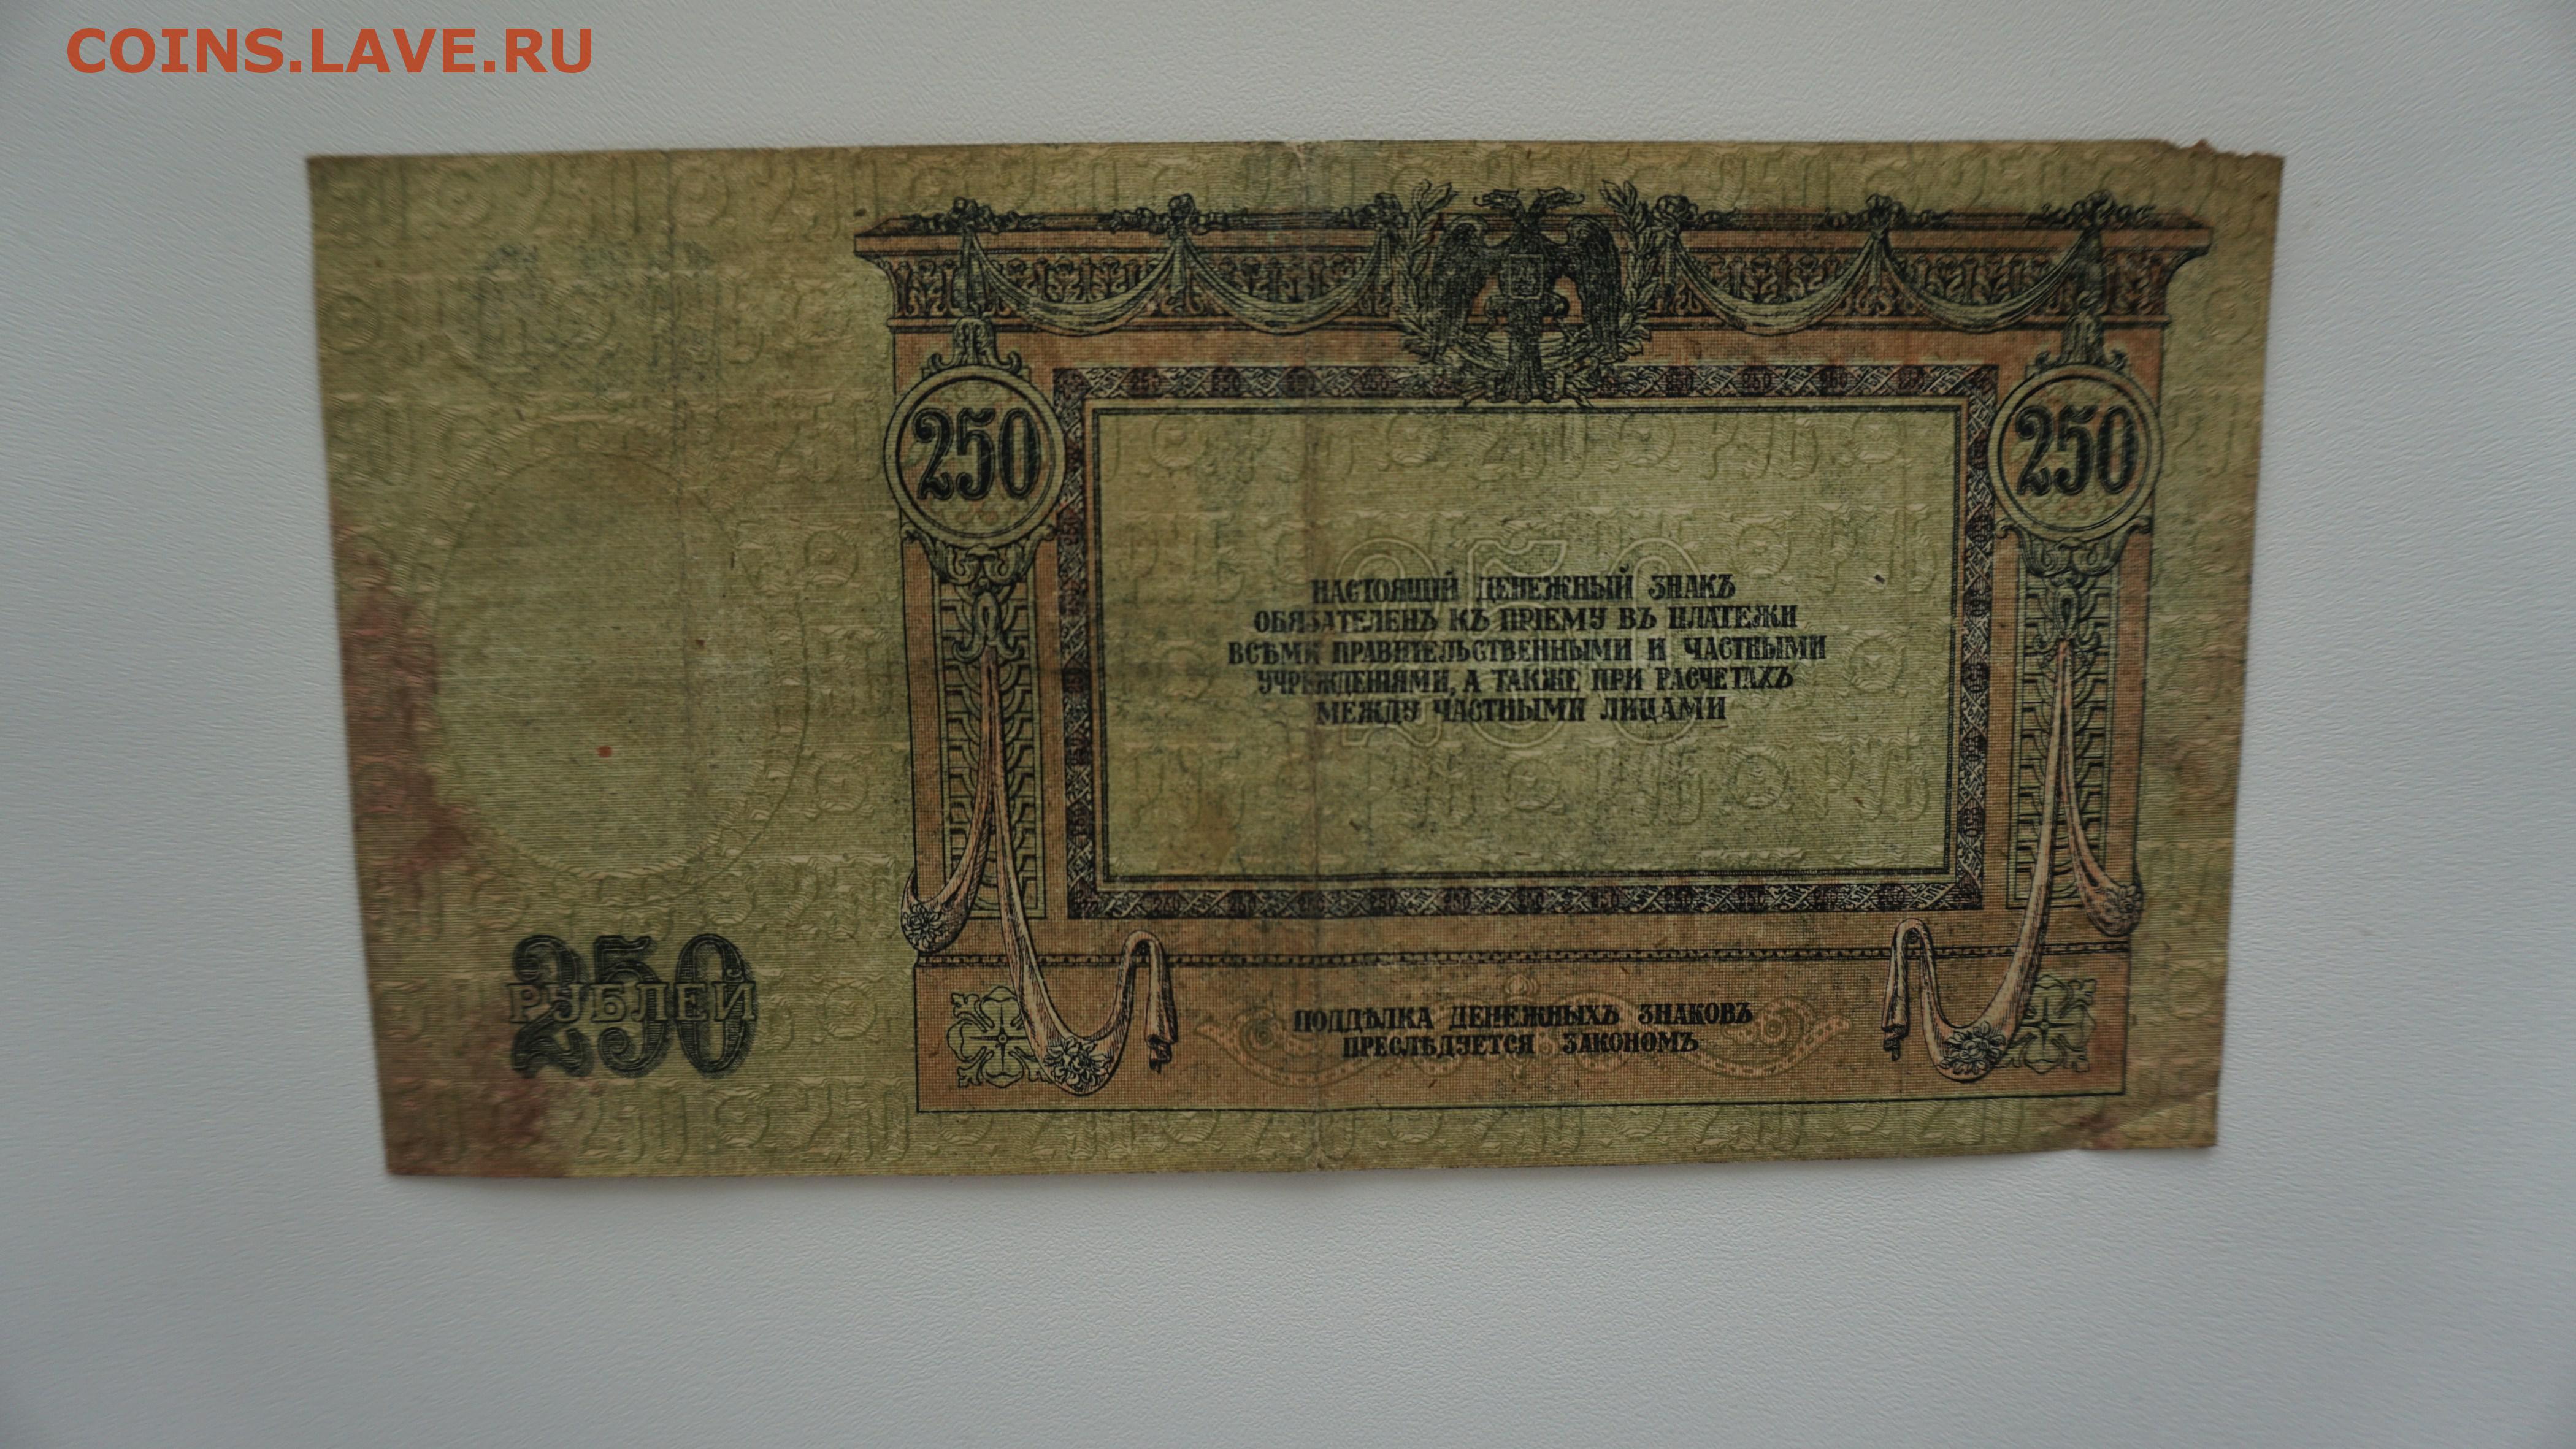 COINS.LAVE.RU
250
250
НАСТОЯЩІЙ ДЕНЕЖНЫЙ ЗНАКЪ
ОБЯЗАТЕЛЕНЪ КЪ ПРІЕМУ ВЪ ПЛАТЕЖИ
ВСѢМИ ПРАВИТЕЛЬСТВЕННЫМИ И ЧАСТНЫМИ
УЧРЕЖДЕНІЯМИ, А ТАКЖЕ ПРИ РАСЧЕТАХЪ
МЕЖДУ ЧАСТНЫМИ ЛИЦАМИ
250
РУБЛЕЙ
ПОДДѢЛКА ДЕНЕЖНЫХЪ ЗНАКОВЪ
ПРЕСЛѢДУЕТСЯ ЗАКОНОМЪ